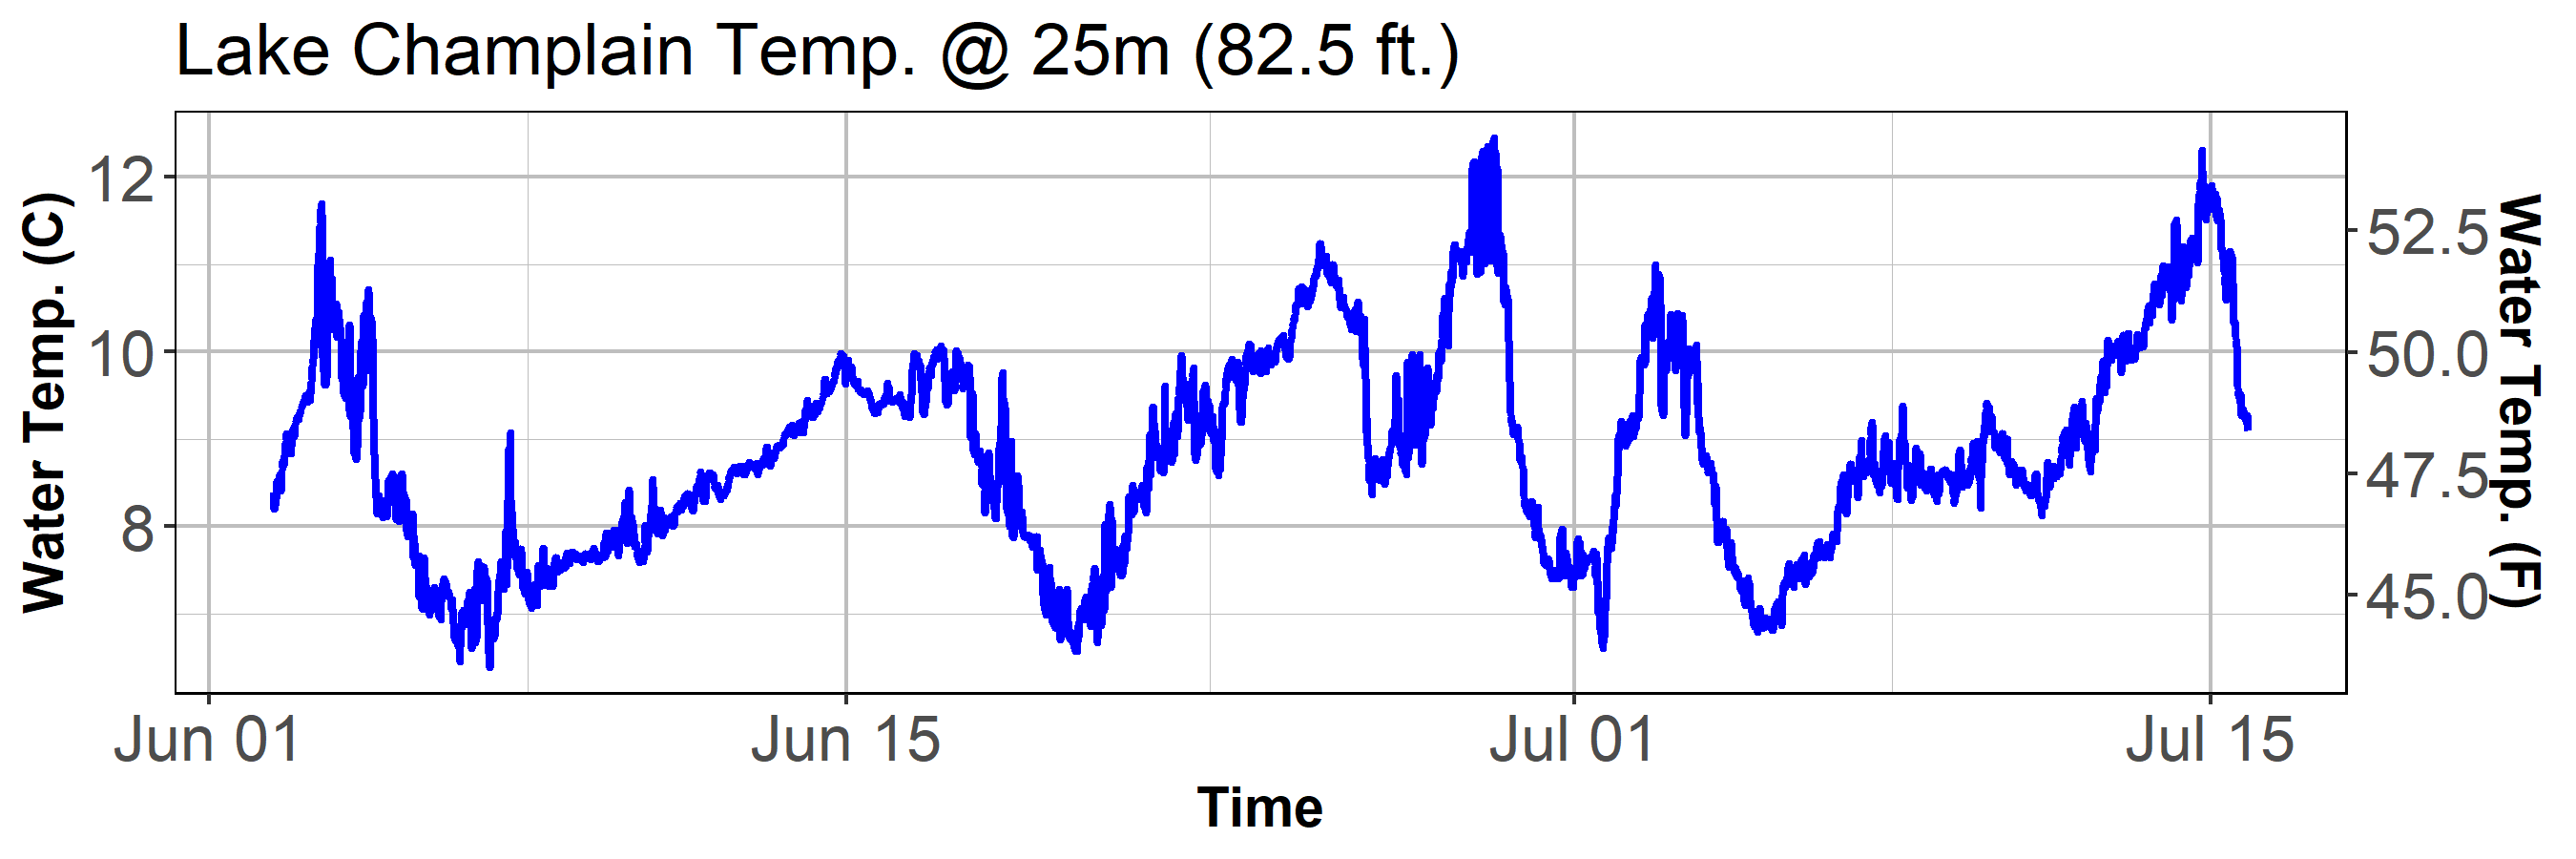 Lake Champlain Temp. @ 25m (82.5 ft.)
Water Temp. (C)
12
10
8
52.5
50.0
47.5
45.0
Water Temp. (F)
Jun 01
Jun 15
Jul 01
Jul 15
Time